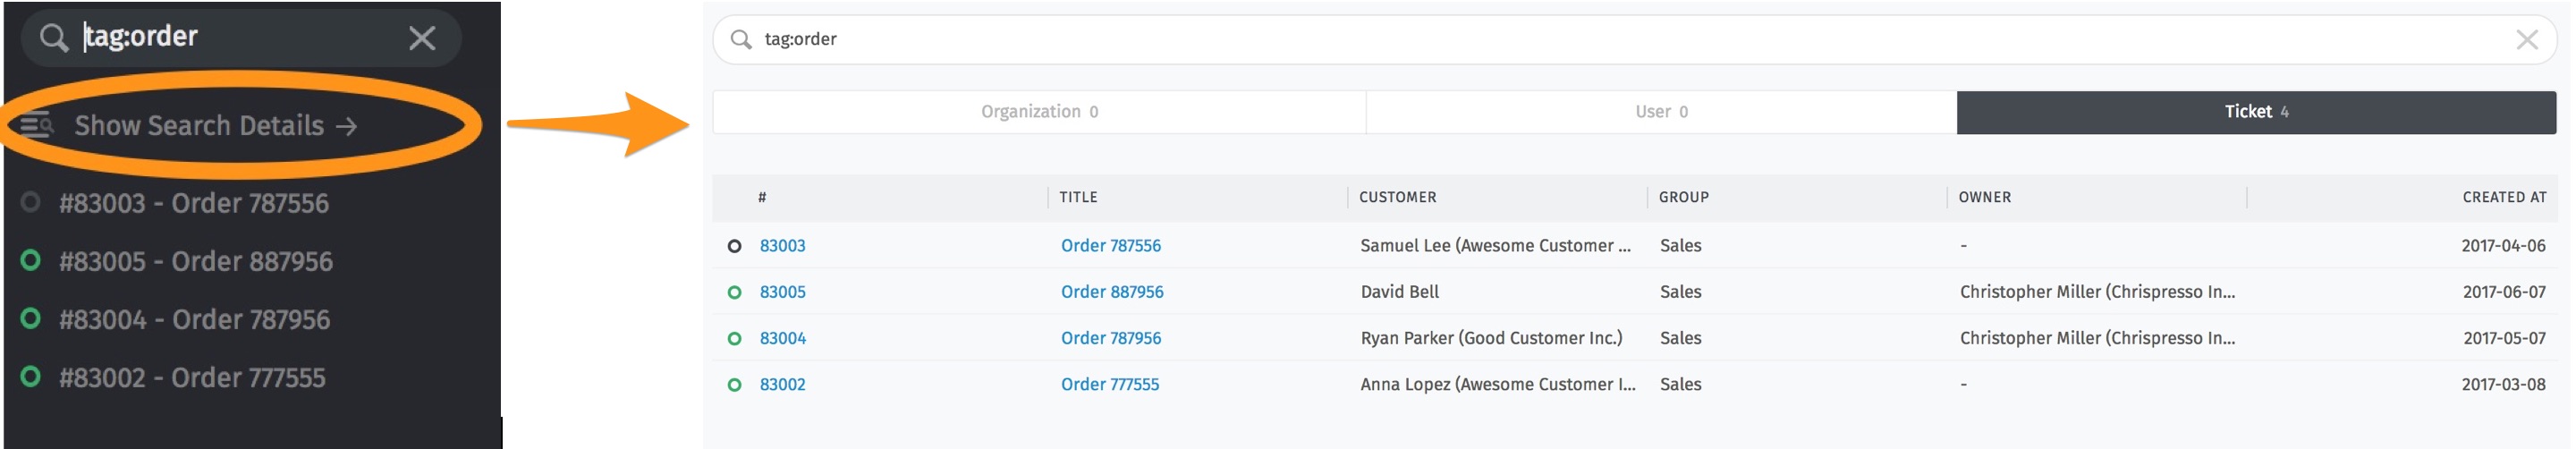 tag:order
Show Search Details →
#83003 - Order 787556
#83005 - Order 887956
#83004 - Order 787956
#83002 - Order 777555
tag:order
Organization 0 User 0 Ticket 4
# TITLE CUSTOMER GROUP OWNER CREATED AT
83003 Order 787556 Samuel Lee (Awesome Customer ... Sales - 2017-04-06
83005 Order 887956 David Bell Sales Christopher Miller (Chrispresso In... 2017-06-07
83004 Order 787956 Ryan Parker (Good Customer Inc.) Sales Christopher Miller (Chrispresso In... 2017-05-07
83002 Order 777555 Anna Lopez (Awesome Customer I... Sales - 2017-03-08